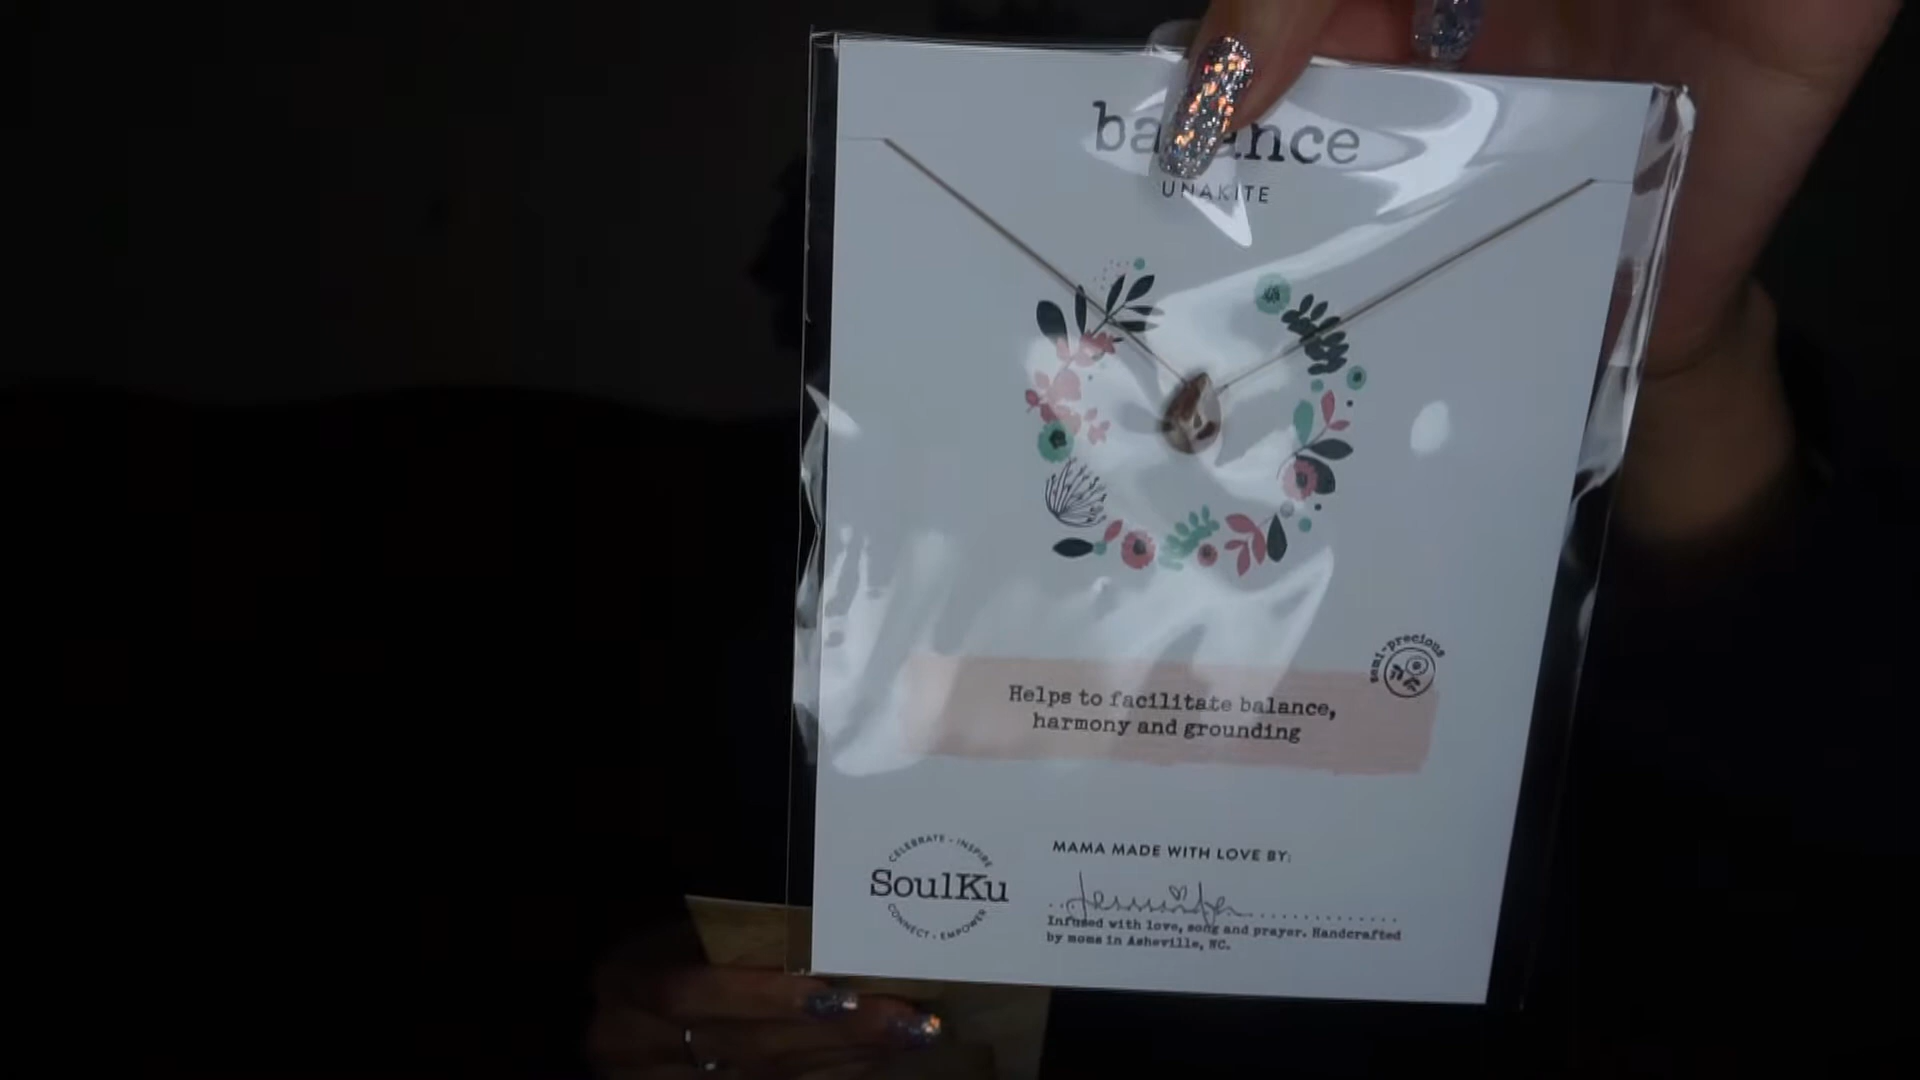 balance
UNAKITE
semi-precious
Helps to facilitate balance,
harmony and grounding
CELEBRATE · INSPIRE
SoulKu
CONNECT · EMPOWER
MAMA MADE WITH LOVE BY:
Jennifer
Infused with love, song and prayer. Handcrafted
by moms in Asheville, NC.